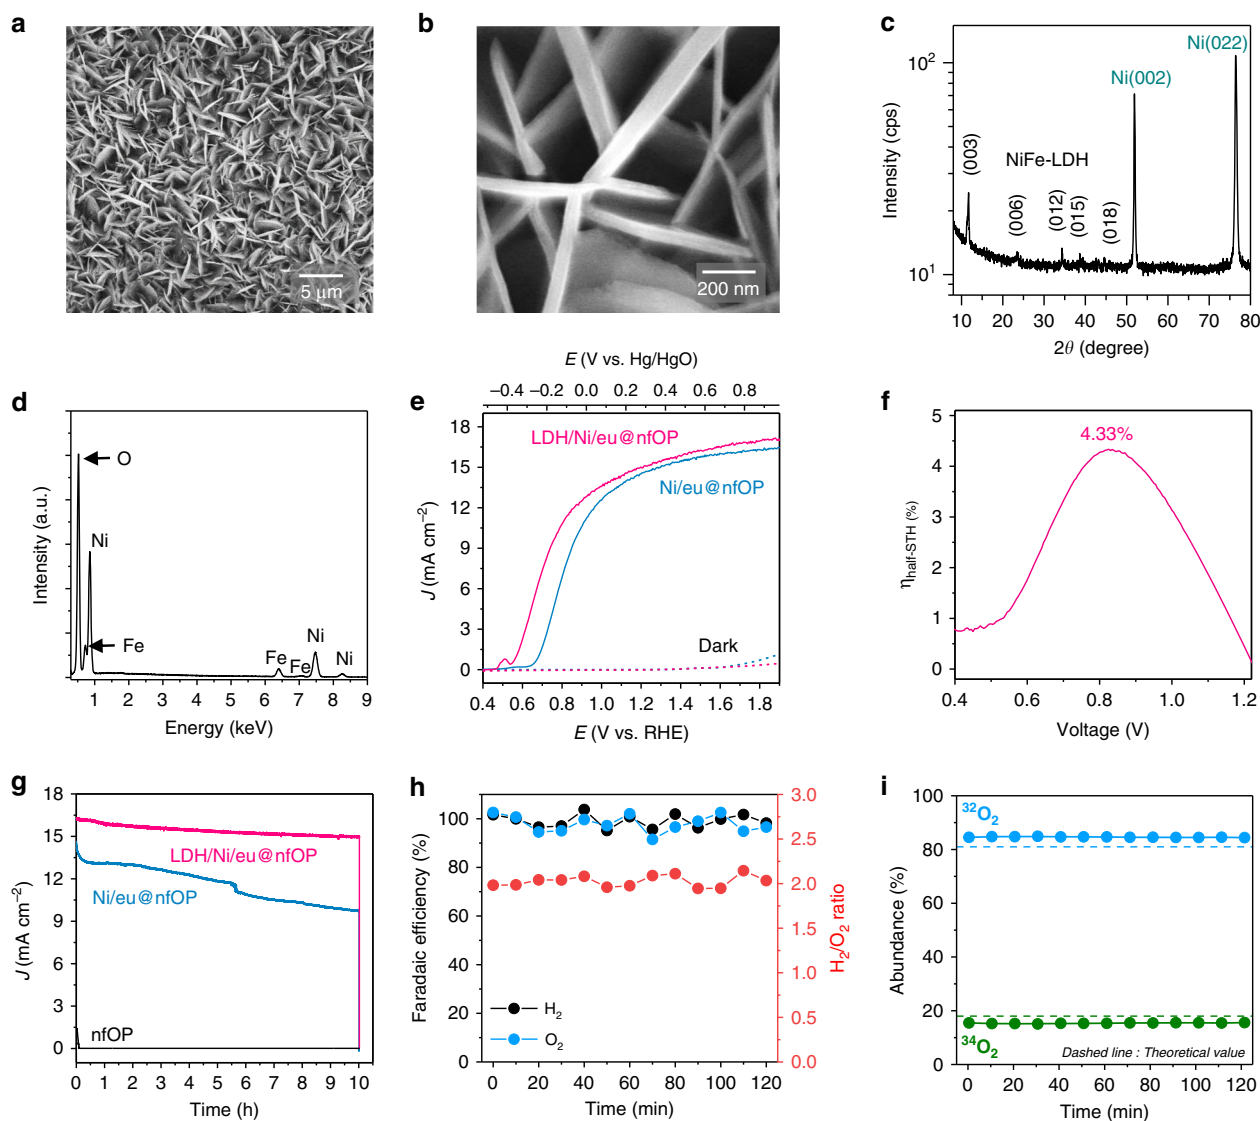 a
5 μm
b
200 nm
c
Intensity (cps)
10²
10¹
(003)
(006)
NiFe-LDH
(012)
(015)
(018)
Ni(002)
Ni(022)
10 20 30 40 50 60 70 80
2θ (degree)
d
Intensity (a.u.)
O
Ni
Fe
Fe
Fe
Ni
Ni
1 2 3 4 5 6 7 8 9
Energy (keV)
e
E (V vs. Hg/HgO)
–0.4 –0.2 0.0 0.2 0.4 0.6 0.8
J (mA cm⁻²)
18
15
12
9
6
3
0
LDH/Ni/eu@nfOP
Ni/eu@nfOP
Dark
0.4 0.6 0.8 1.0 1.2 1.4 1.6 1.8
E (V vs. RHE)
f
ηhalf-STH (%)
5
4
3
2
1
0
4.33%
0.4 0.6 0.8 1.0 1.2
Voltage (V)
g
J (mA cm⁻²)
18
15
12
9
6
3
0
LDH/Ni/eu@nfOP
Ni/eu@nfOP
nfOP
0 1 2 3 4 5 6 7 8 9 10
Time (h)
h
Faradaic efficiency (%)
100
80
60
40
20
0
H₂
O₂
3.0
2.5
2.0
1.5
1.0
0.5
0.0
H₂/O₂ ratio
0 20 40 60 80 100 120
Time (min)
i
Abundance (%)
100
80
60
40
20
0
³²O₂
³⁴O₂
Dashed line : Theoretical value
0 20 40 60 80 100 120
Time (min)